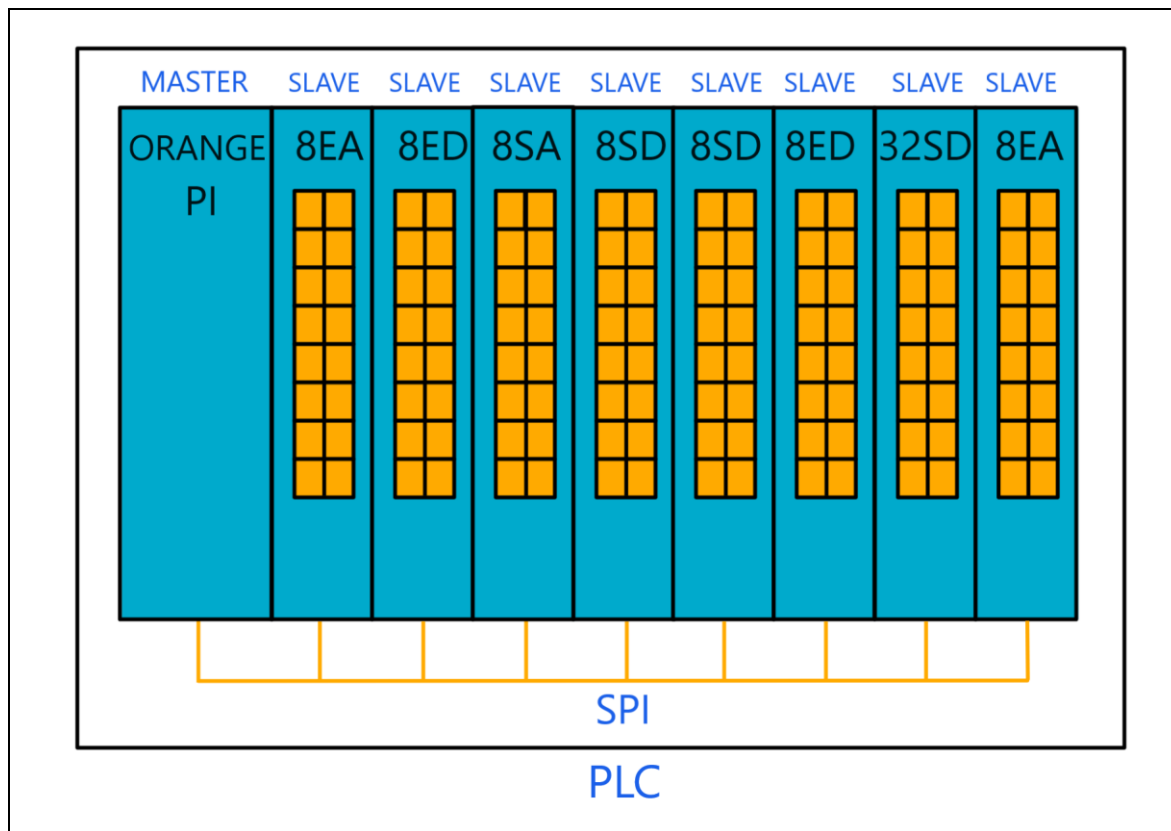 MASTER SLAVE SLAVE SLAVE SLAVE SLAVE SLAVE SLAVE SLAVE
ORANGE 8EA 8ED 8SA 8SD 8SD 8ED 32SD 8EA
PI
SPI
PLC